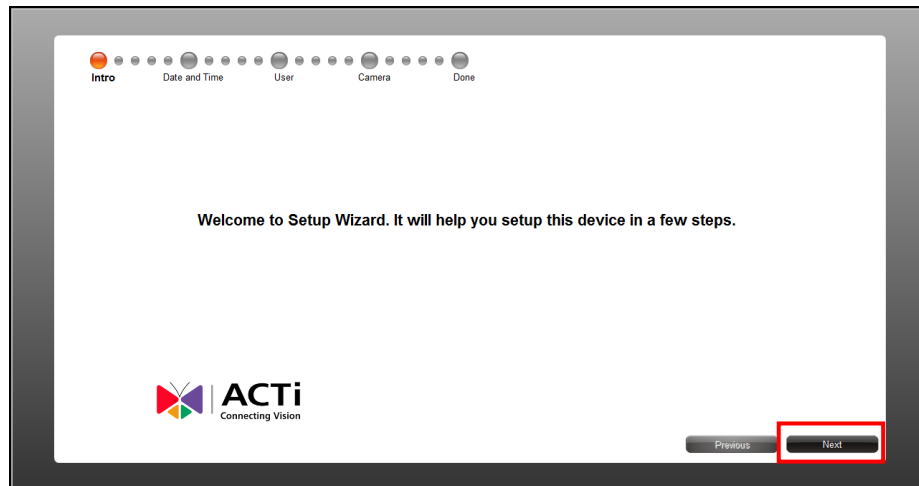 Intro Date and Time User Camera Done
Welcome to Setup Wizard. It will help you setup this device in a few steps.
ACTi
Connecting Vision
Previous Next